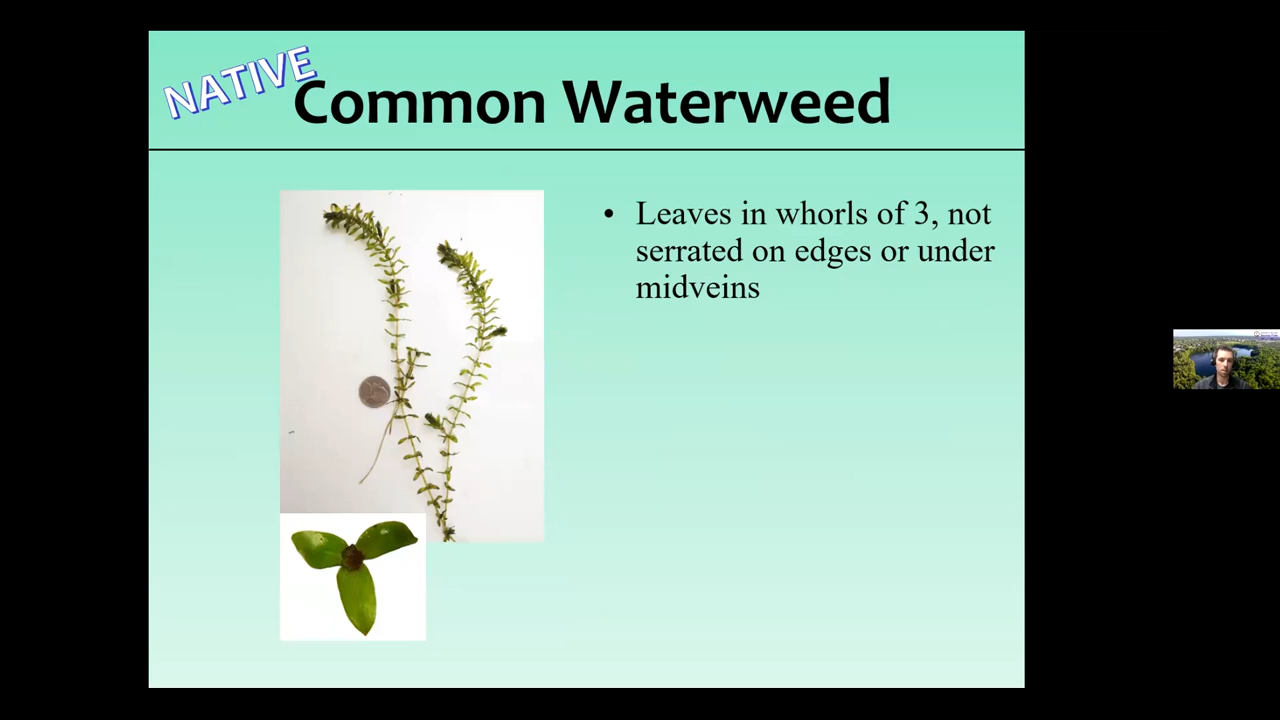 NATIVE
Common Waterweed
• Leaves in whorls of 3, not
serrated on edges or under
midveins